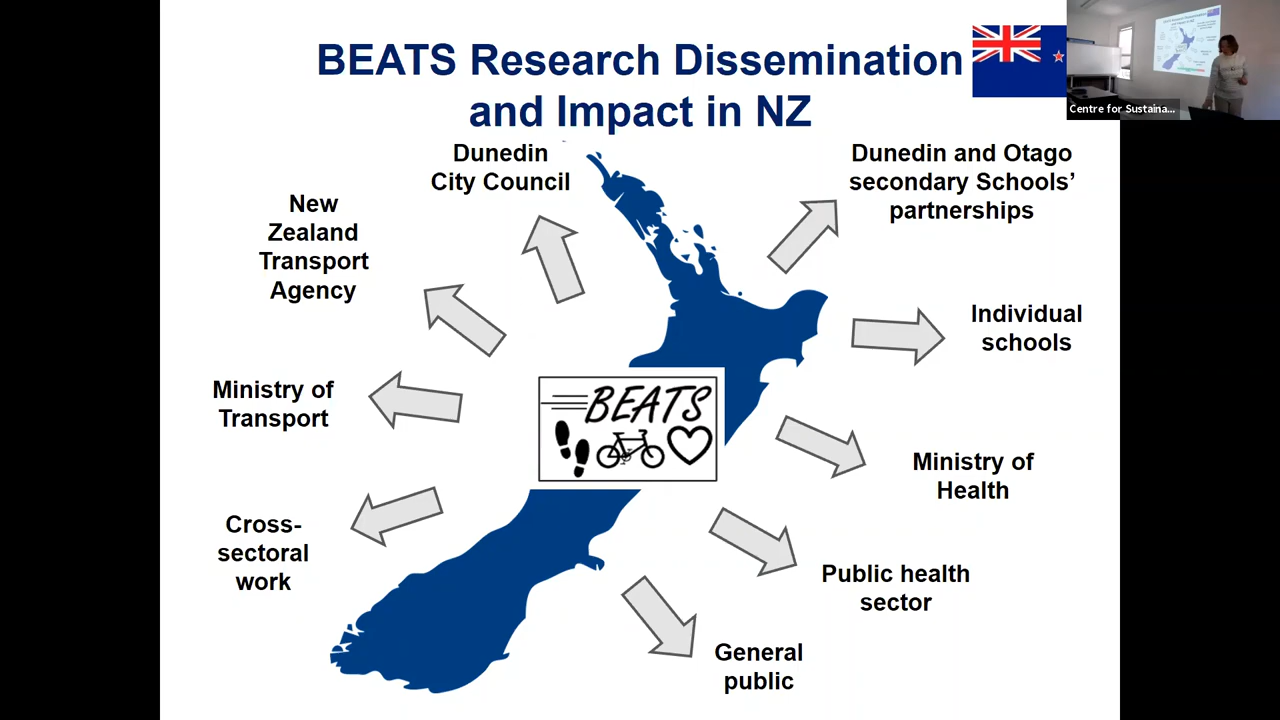 BEATS Research Dissemination
and Impact in NZ
Centre for Sustaina...
Dunedin
City Council
Dunedin and Otago
secondary Schools’
partnerships
New
Zealand
Transport
Agency
Individual
schools
Ministry of
Transport
BEATS
Ministry of
Health
Cross-
sectoral
work
Public health
sector
General
public